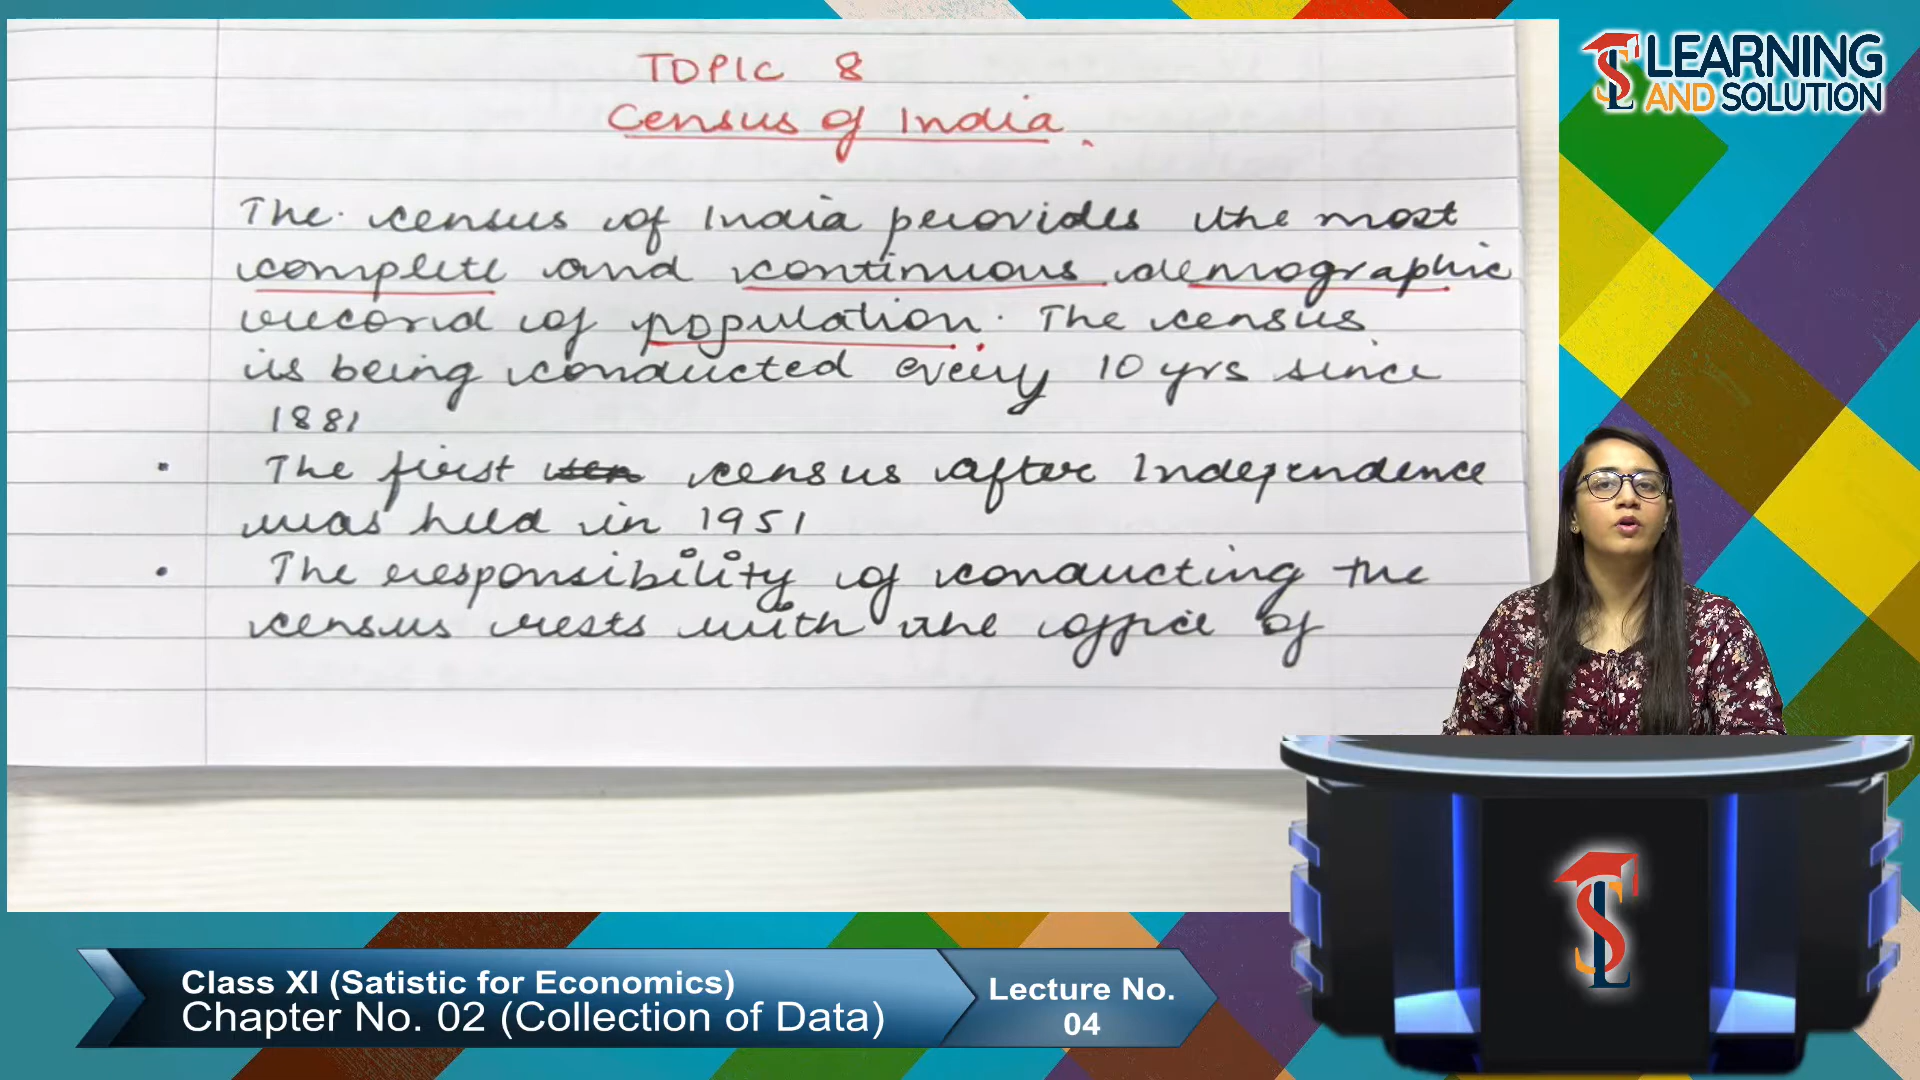 TOPIC 8
Census of India.
The census of India provides the most
complete and continuous demographic
record of population. The census
is being conducted every 10 yrs since
1881
• The first census after Independence
was held in 1951
• The responsibility of conducting the
census rests with the office of
LEARNING
AND SOLUTION
Class XI (Satistic for Economics)
Chapter No. 02 (Collection of Data)
Lecture No.
04